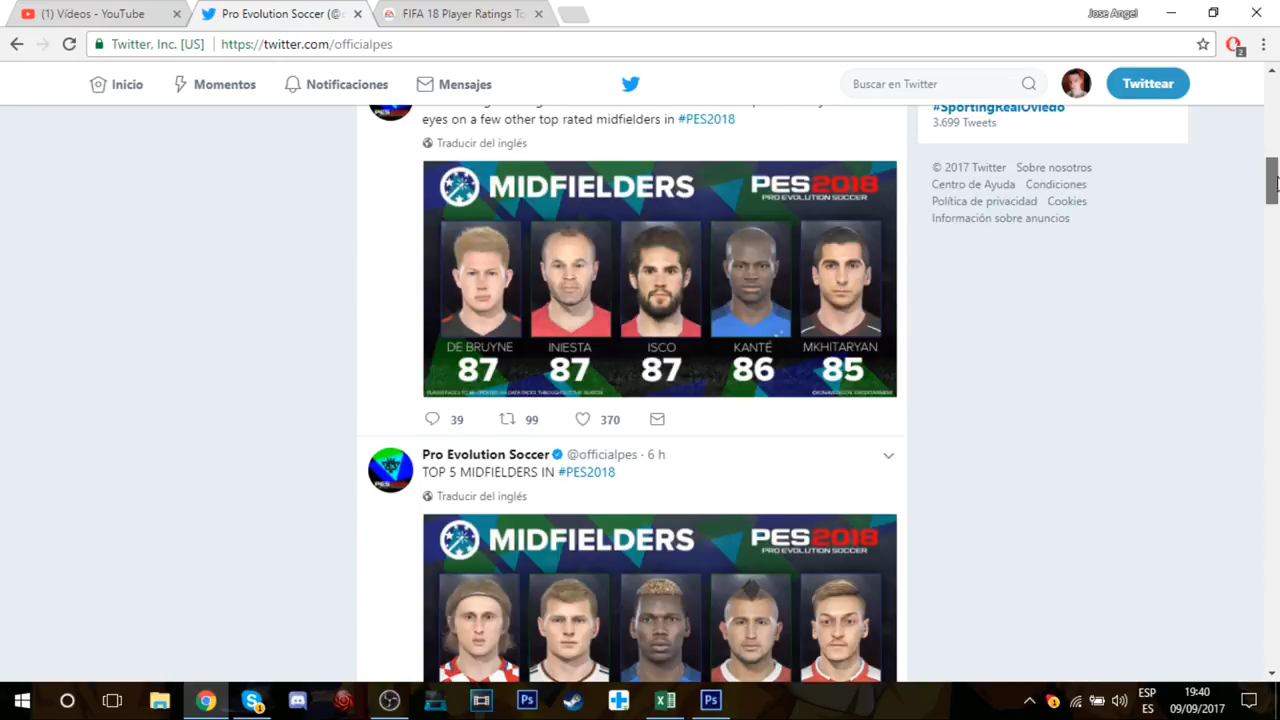 (1) Vídeos - YouTube
Pro Evolution Soccer (@o
FIFA 18 Player Ratings To
Jose Angel
Twitter, Inc. [US]
https://twitter.com/officialpes
2
Inicio
Momentos
Notificaciones
Mensajes
Buscar en Twitter
Twittear
eyes on a few other top rated midfielders in #PES2018
Traducir del inglés
MIDFIELDERS
PES2018
PRO EVOLUTION SOCCER
DE BRUYNE
INIESTA
ISCO
KANTÉ
MKHITARYAN
87
87
87
86
85
39
99
370
Pro Evolution Soccer @officialpes · 6 h
TOP 5 MIDFIELDERS IN #PES2018
Traducir del inglés
MIDFIELDERS
PES2018
PRO EVOLUTION SOCCER
#SportingRealOviedo
3.699 Tweets
© 2017 Twitter Sobre nosotros
Centro de Ayuda Condiciones
Política de privacidad Cookies
Información sobre anuncios
ESP
ES
19:40
09/09/2017